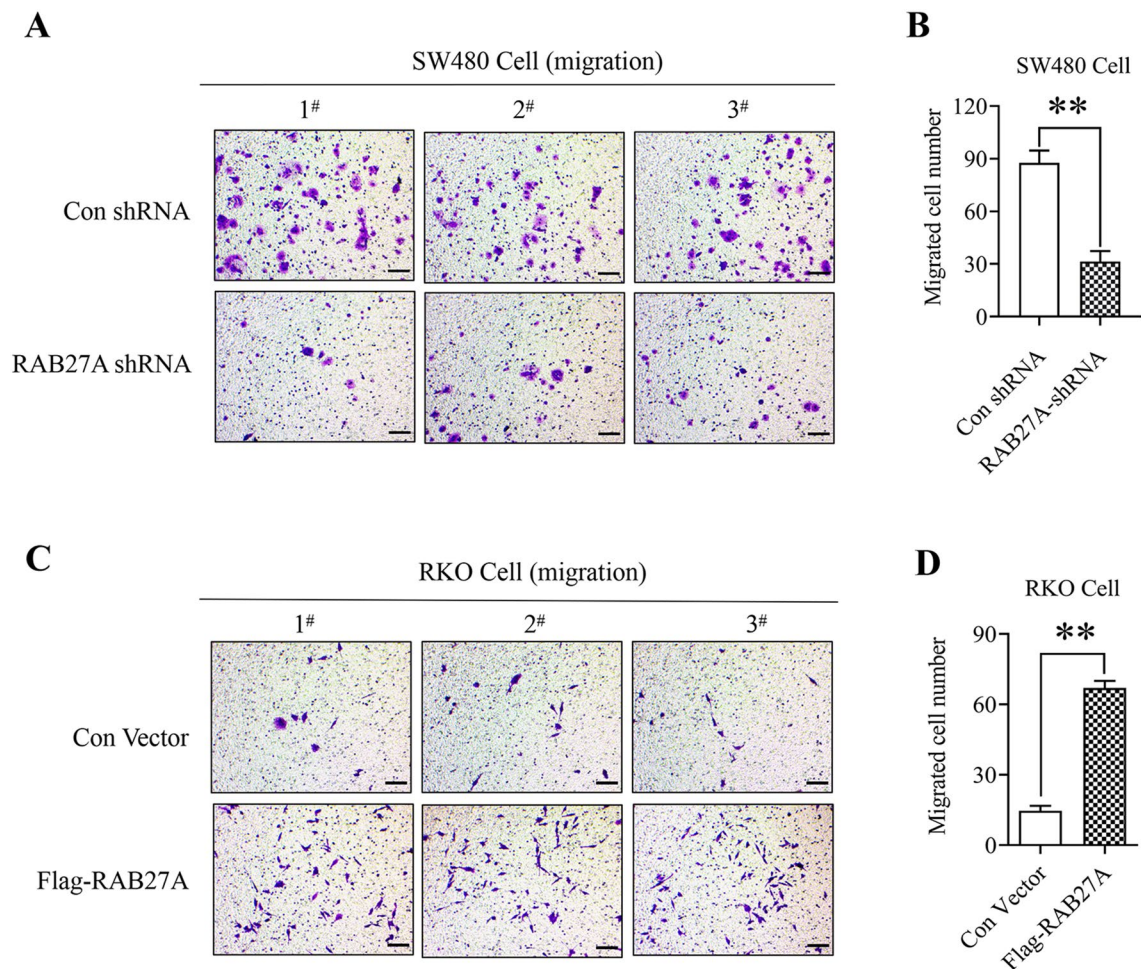 A
SW480 Cell (migration)
1#
2#
3#
Con shRNA
RAB27A shRNA
B
SW480 Cell
**
Migrated cell number
120
90
60
30
0
Con shRNA
RAB27A-shRNA
C
RKO Cell (migration)
1#
2#
3#
Con Vector
Flag-RAB27A
D
RKO Cell
**
Migrated cell number
90
60
30
0
Con Vector
Flag-RAB27A